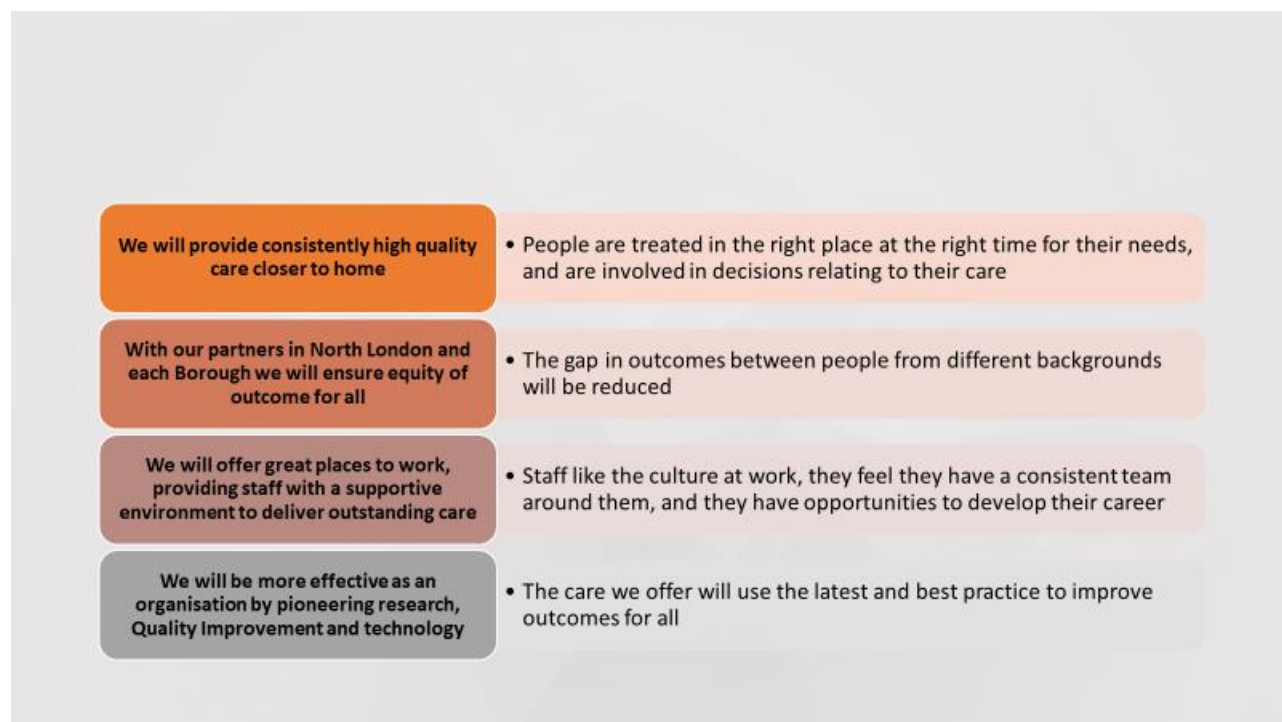 We will provide consistently high quality
care closer to home
• People are treated in the right place at the right time for their needs,
and are involved in decisions relating to their care
With our partners in North London and
each Borough we will ensure equity of
outcome for all
• The gap in outcomes between people from different backgrounds
will be reduced
We will offer great places to work,
providing staff with a supportive
environment to deliver outstanding care
• Staff like the culture at work, they feel they have a consistent team
around them, and they have opportunities to develop their career
We will be more effective as an
organisation by pioneering research,
Quality Improvement and technology
• The care we offer will use the latest and best practice to improve
outcomes for all